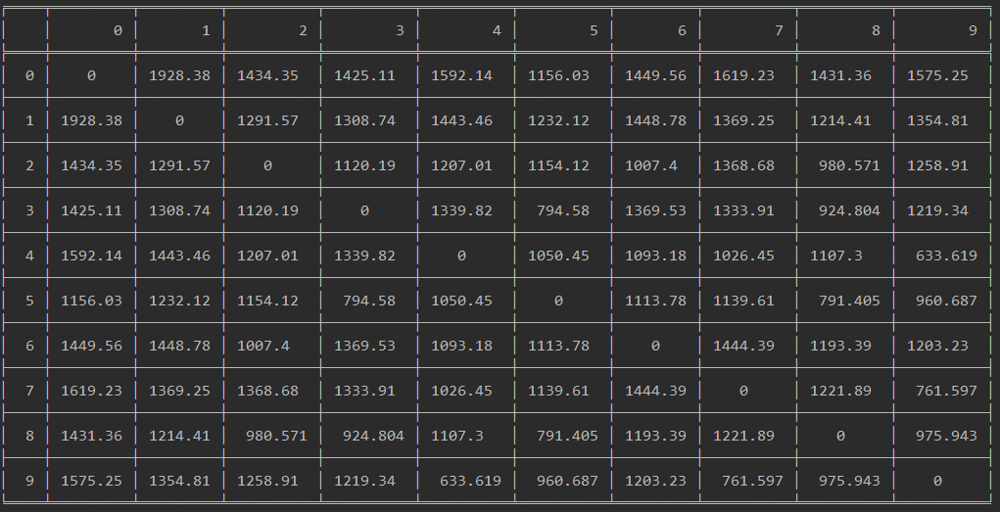 0 1 2 3 4 5 6 7 8 9
0 0 1928.38 1434.35 1425.11 1592.14 1156.03 1449.56 1619.23 1431.36 1575.25
1 1928.38 0 1291.57 1308.74 1443.46 1232.12 1448.78 1369.25 1214.41 1354.81
2 1434.35 1291.57 0 1120.19 1207.01 1154.12 1007.4 1368.68 980.571 1258.91
3 1425.11 1308.74 1120.19 0 1339.82 794.58 1369.53 1333.91 924.804 1219.34
4 1592.14 1443.46 1207.01 1339.82 0 1050.45 1093.18 1026.45 1107.3 633.619
5 1156.03 1232.12 1154.12 794.58 1050.45 0 1113.78 1139.61 791.405 960.687
6 1449.56 1448.78 1007.4 1369.53 1093.18 1113.78 0 1444.39 1193.39 1203.23
7 1619.23 1369.25 1368.68 1333.91 1026.45 1139.61 1444.39 0 1221.89 761.597
8 1431.36 1214.41 980.571 924.804 1107.3 791.405 1193.39 1221.89 0 975.943
9 1575.25 1354.81 1258.91 1219.34 633.619 960.687 1203.23 761.597 975.943 0